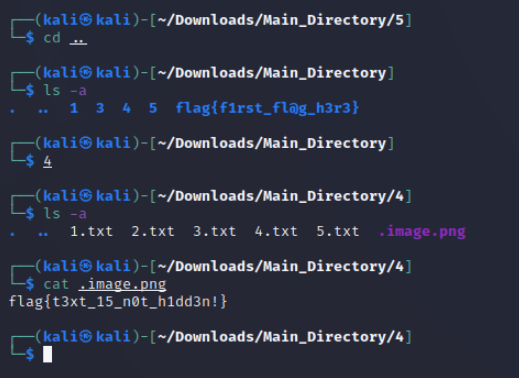 ┌──(kali㉿kali)-[~/Downloads/Main_Directory/5]
└─$ cd ..
┌──(kali㉿kali)-[~/Downloads/Main_Directory]
└─$ ls -a
.  ..  1  3  4  5  flag{f1rst_fl@g_h3r3}
┌──(kali㉿kali)-[~/Downloads/Main_Directory]
└─$ 4
┌──(kali㉿kali)-[~/Downloads/Main_Directory/4]
└─$ ls -a
.  ..  1.txt  2.txt  3.txt  4.txt  5.txt  .image.png
┌──(kali㉿kali)-[~/Downloads/Main_Directory/4]
└─$ cat .image.png
flag{t3xt_15_n0t_h1dd3n!}
┌──(kali㉿kali)-[~/Downloads/Main_Directory/4]
└─$